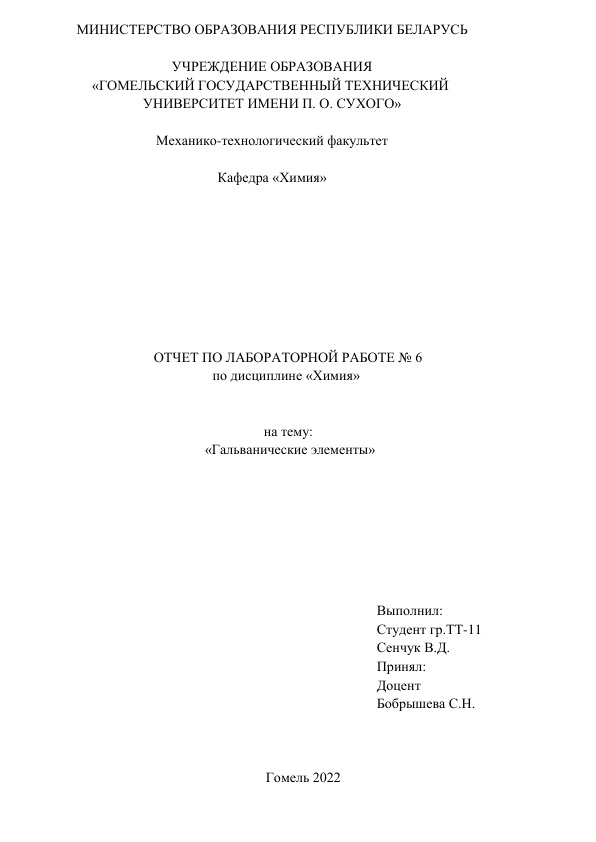 МИНИСТЕРСТВО ОБРАЗОВАНИЯ РЕСПУБЛИКИ БЕЛАРУСЬ
УЧРЕЖДЕНИЕ ОБРАЗОВАНИЯ
«ГОМЕЛЬСКИЙ ГОСУДАРСТВЕННЫЙ ТЕХНИЧЕСКИЙ
УНИВЕРСИТЕТ ИМЕНИ П. О. СУХОГО»
Механико-технологический факультет
Кафедра «Химия»
ОТЧЕТ ПО ЛАБОРАТОРНОЙ РАБОТЕ № 6
по дисциплине «Химия»
на тему:
«Гальванические элементы»
Выполнил:
Студент гр.ТТ-11
Сенчук В.Д.
Принял:
Доцент
Бобрышева С.Н.
Гомель 2022